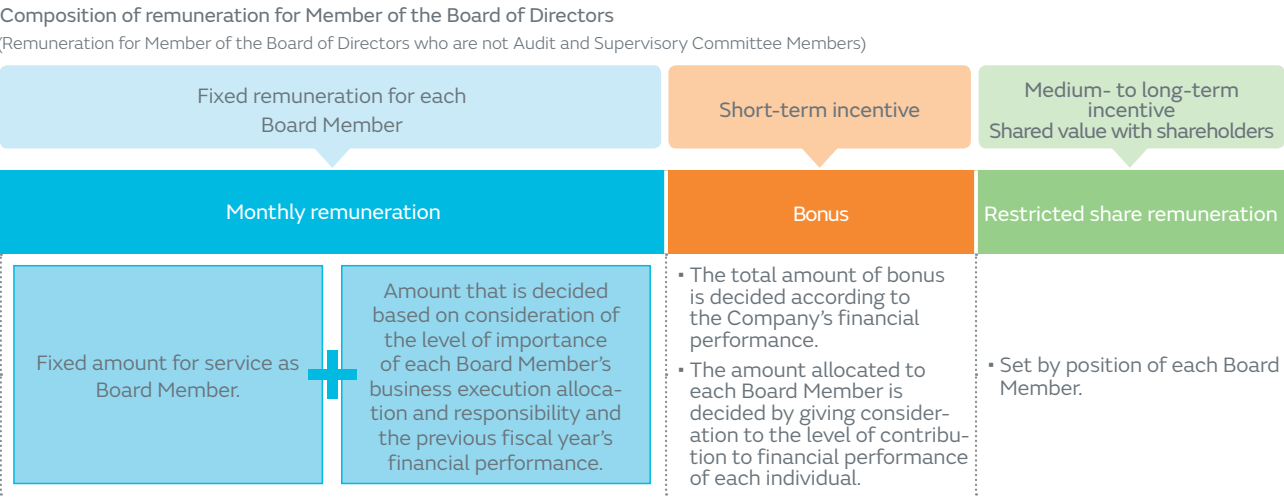 Composition of remuneration for Member of the Board of Directors
(Remuneration for Member of the Board of Directors who are not Audit and Supervisory Committee Members)
Fixed remuneration for each
Board Member
Short-term incentive
Medium- to long-term
incentive
Shared value with shareholders
Monthly remuneration
Bonus
Restricted share remuneration
Fixed amount for service as
Board Member.
Amount that is decided
based on consideration of
the level of importance
of each Board Member's
business execution alloca-
tion and responsibility and
the previous fiscal year's
financial performance.
▪ The total amount of bonus
is decided according to
the Company's financial
performance.
▪ The amount allocated to
each Board Member is
decided by giving consider-
ation to the level of contribu-
tion to financial performance
of each individual.
▪ Set by position of each Board
Member.